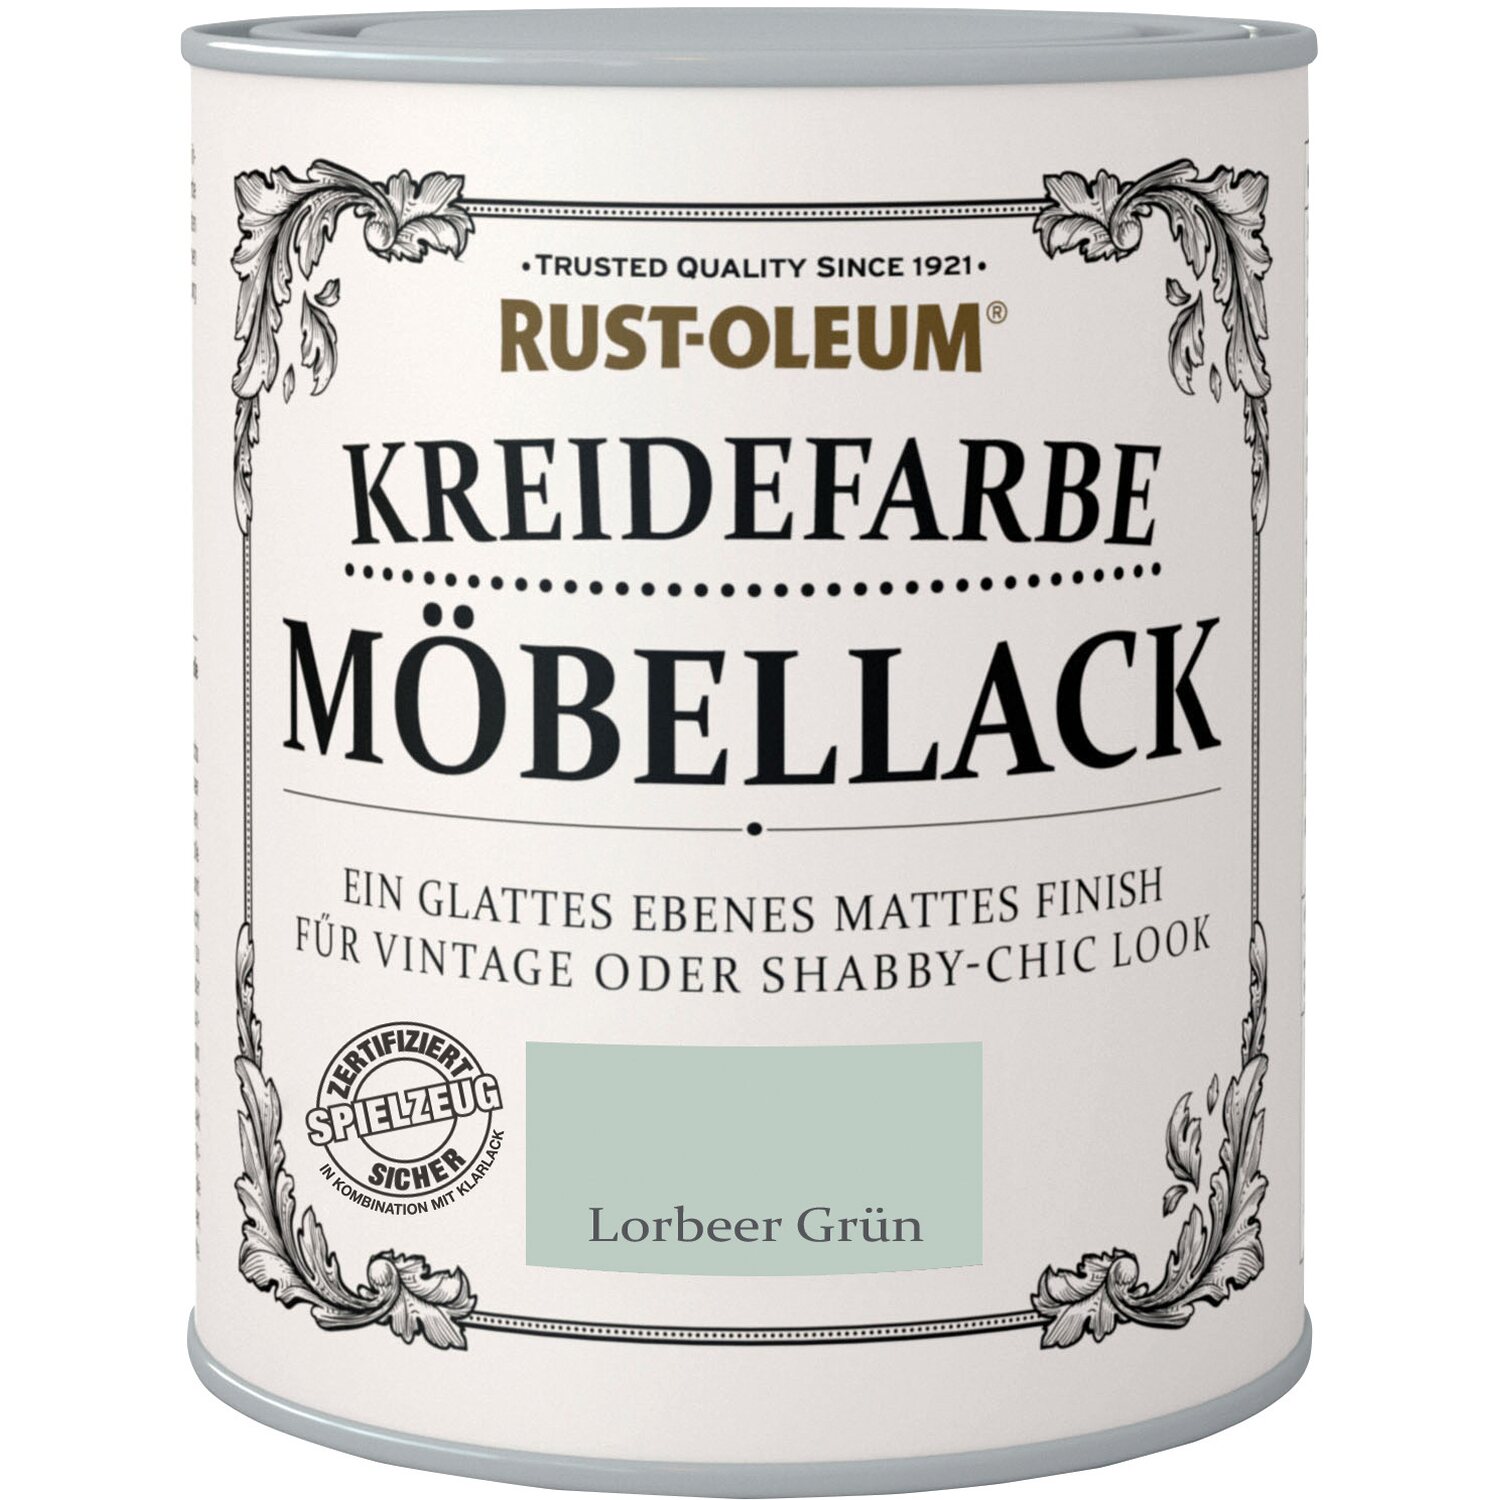 •TRUSTED QUALITY SINCE 1921•
RUST-OLEUM®
KREIDEFARBE
MÖBELLACK
EIN GLATTES EBENES MATTES FINISH
FŰR VINTAGE ODER SHABBY-CHIC LOOK
ZERTIFIZIERT
SPIELZEUG
SICHER
IN KOMBINATION MIT KLARLACK
Lorbeer Grün